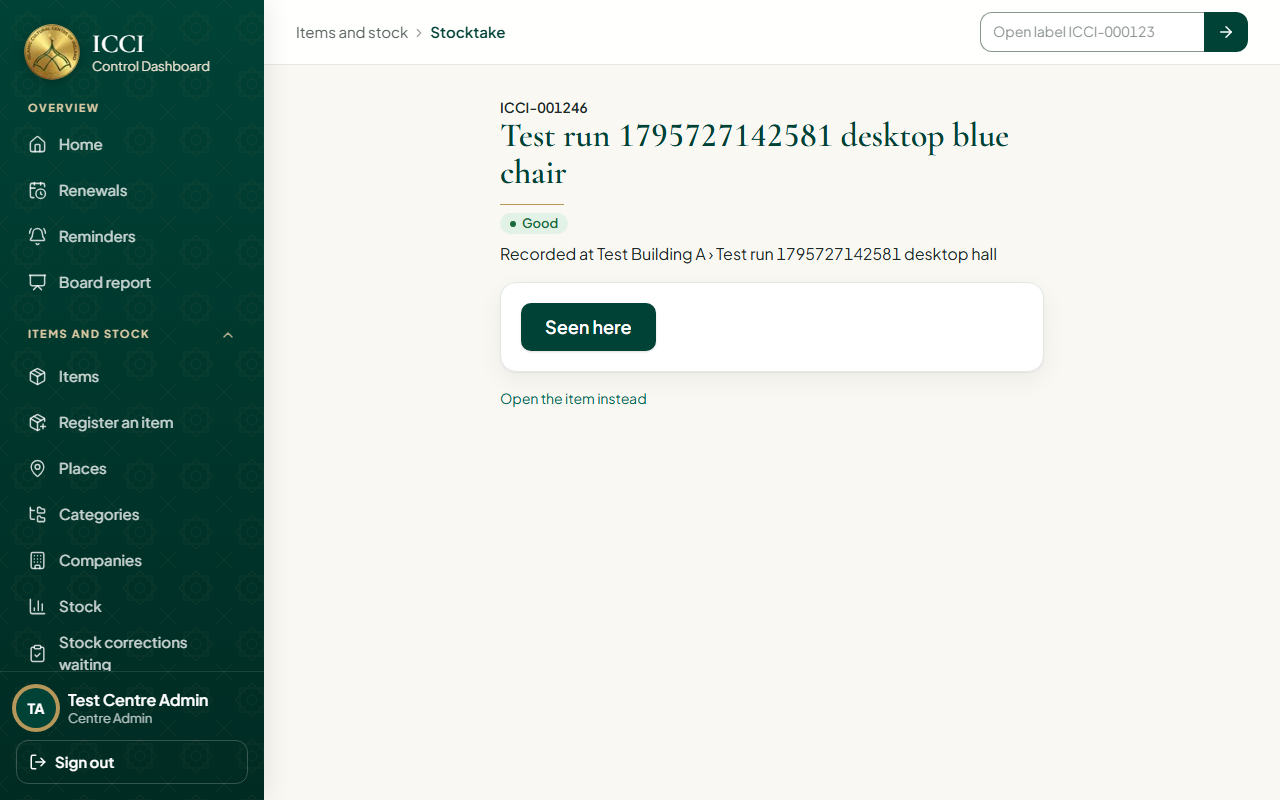 ICCI
Control Dashboard
OVERVIEW
Home
Renewals
Reminders
Board report
ITEMS AND STOCK
Items
Register an item
Places
Categories
Companies
Stock
Stock corrections
waiting
TA
Test Centre Admin
Centre Admin
Sign out
Items and stock › Stocktake
Open label ICCI-000123
ICCI-001246
Test run 1795727142581 desktop blue
chair
Good
Recorded at Test Building A › Test run 1795727142581 desktop hall
Seen here
Open the item instead